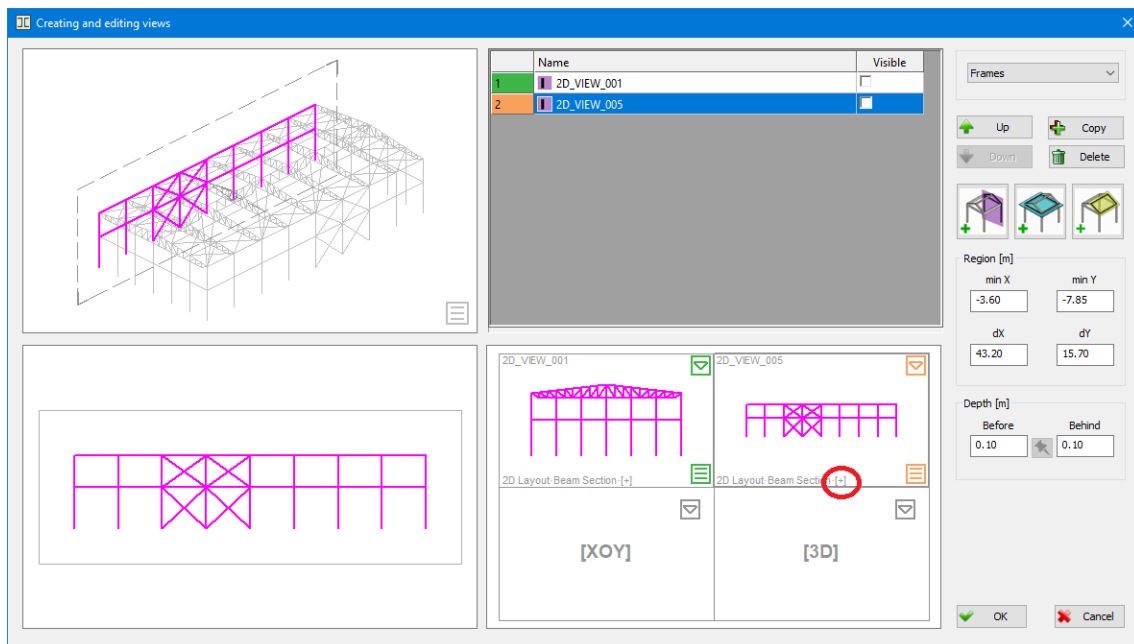 Creating and editing views
Name Visible
1 2D_VIEW_001
2 2D_VIEW_005
Frames
Up Copy
Down Delete
Region [m]
min X min Y
-3.60 -7.85
dX dY
43.20 15.70
Depth [m]
Before Behind
0.10 0.10
2D_VIEW_001 2D_VIEW_005
2D Layout·Beam Section·[+] 2D Layout·Beam Section·[+]
[XOY] [3D]
OK Cancel